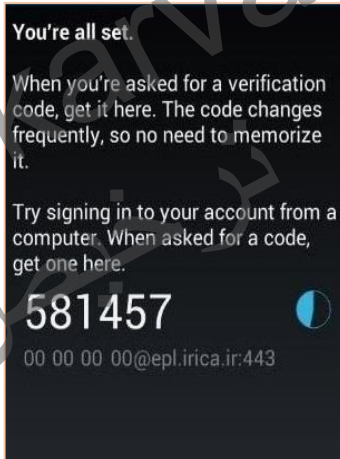 You're all set.
When you're asked for a verification
code, get it here. The code changes
frequently, so no need to memorize
it.
Try signing in to your account from a
computer. When asked for a code,
get one here.
581457
00 00 00 00@epl.irica.ir:443